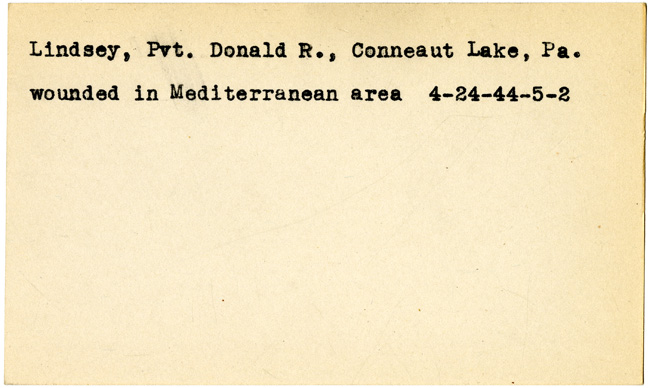 Lindsey, Pvt. Donald R., Conneaut Lake, Pa.
wounded in Mediterranean area 4-24-44-5-2